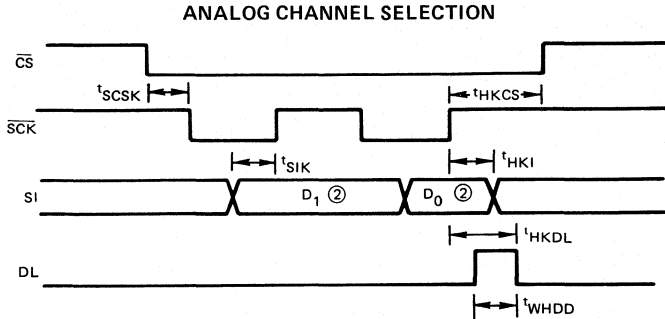 ANALOG CHANNEL SELECTION
CS
tSCSK
tHKCS
SCK
tSIK
tHKI
SI
D1 ②
D0 ②
tHKDL
DL
tWHDD